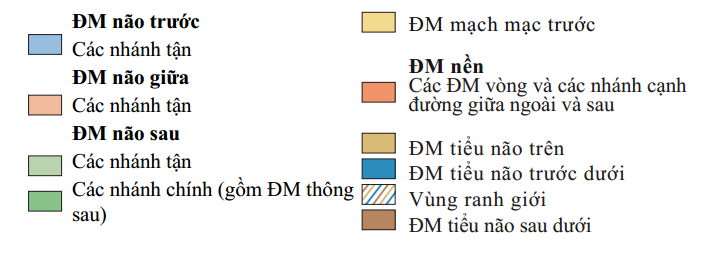 ĐM não trước
Các nhánh tận
ĐM não giữa
Các nhánh tận
ĐM não sau
Các nhánh tận
Các nhánh chính (gồm ĐM thông
sau)
ĐM mạch mạc trước
ĐM nền
Các ĐM vòng và các nhánh cạnh
đường giữa ngoài và sau
ĐM tiểu não trên
ĐM tiểu não trước dưới
Vùng ranh giới
ĐM tiểu não sau dưới